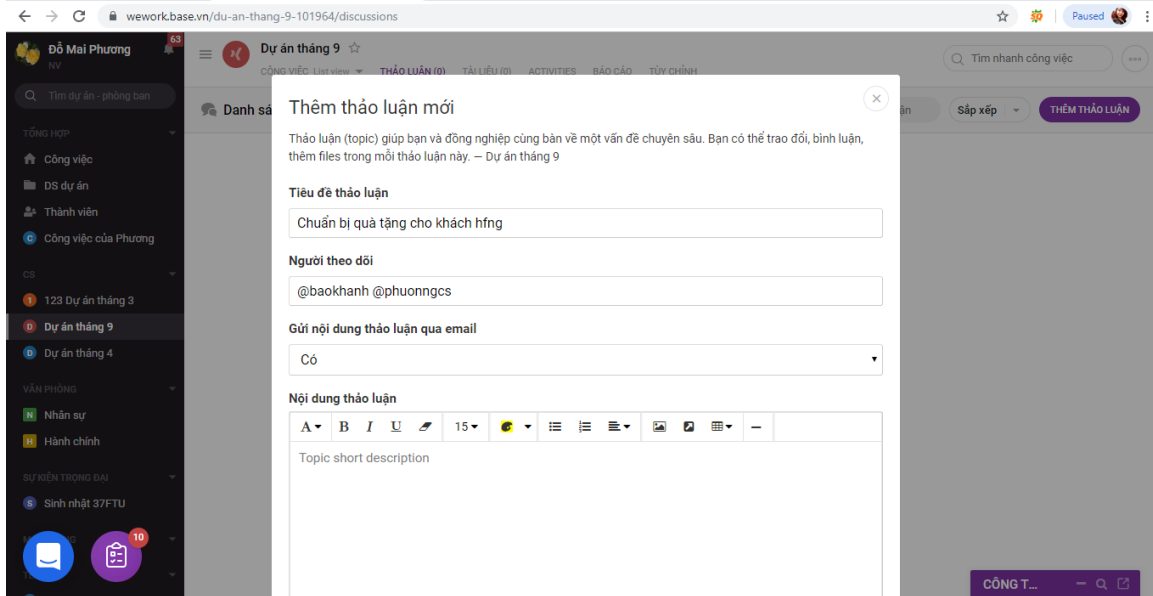 wework.base.vn/du-an-thang-9-101964/discussions
Paused
Đỗ Mai Phương
NV
63
Dự án tháng 9
CÔNG VIỆC List view THẢO LUẬN (0) TÀI LIỆU (0) ACTIVITIES BÁO CÁO TÙY CHỈNH
Tìm nhanh công việc
Tìm dự án - phòng ban
Danh sá
Sắp xếp
THÊM THẢO LUẬN
TỔNG HỢP
Công việc
DS dự án
Thành viên
C Công việc của Phương
CS
1 123 Dự án tháng 3
D Dự án tháng 9
D Dự án tháng 4
VĂN PHÒNG
N Nhân sự
H Hành chính
SỰ KIỆN TRỌNG ĐẠI
S Sinh nhật 37FTU
10
Thêm thảo luận mới
Thảo luận (topic) giúp bạn và đồng nghiệp cùng bàn về một vấn đề chuyên sâu. Bạn có thể trao đổi, bình luận,
thêm files trong mỗi thảo luận này. — Dự án tháng 9
Tiêu đề thảo luận
Chuẩn bị quà tặng cho khách hfng
Người theo dõi
@baokhanh @phuonngcs
Gửi nội dung thảo luận qua email
Có
Nội dung thảo luận
A B I U 15
Topic short description
CÔNG T...